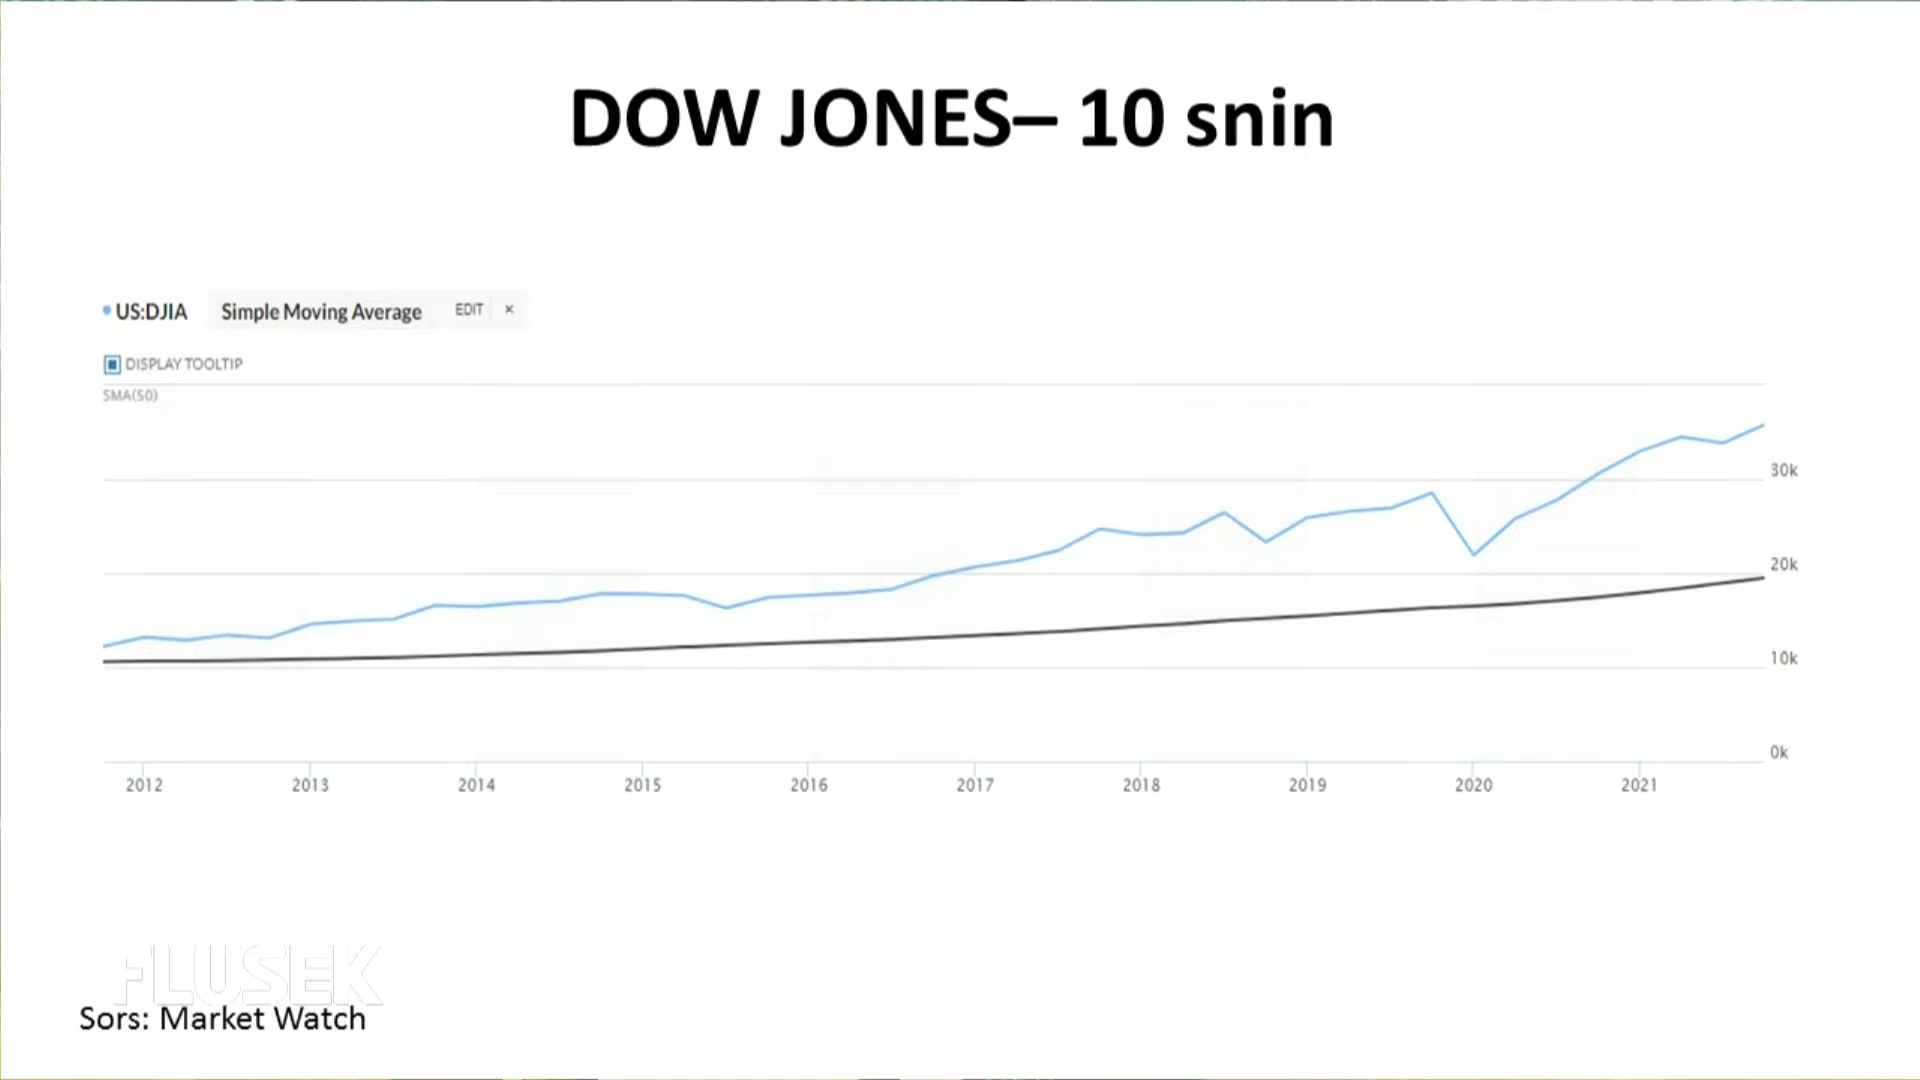 DOW JONES– 10 snin
US:DJIA Simple Moving Average EDIT ×
DISPLAY TOOLTIP
SMA(50)
30k
20k
10k
0k
2012 2013 2014 2015 2016 2017 2018 2019 2020 2021
FLUSEK
Sors: Market Watch